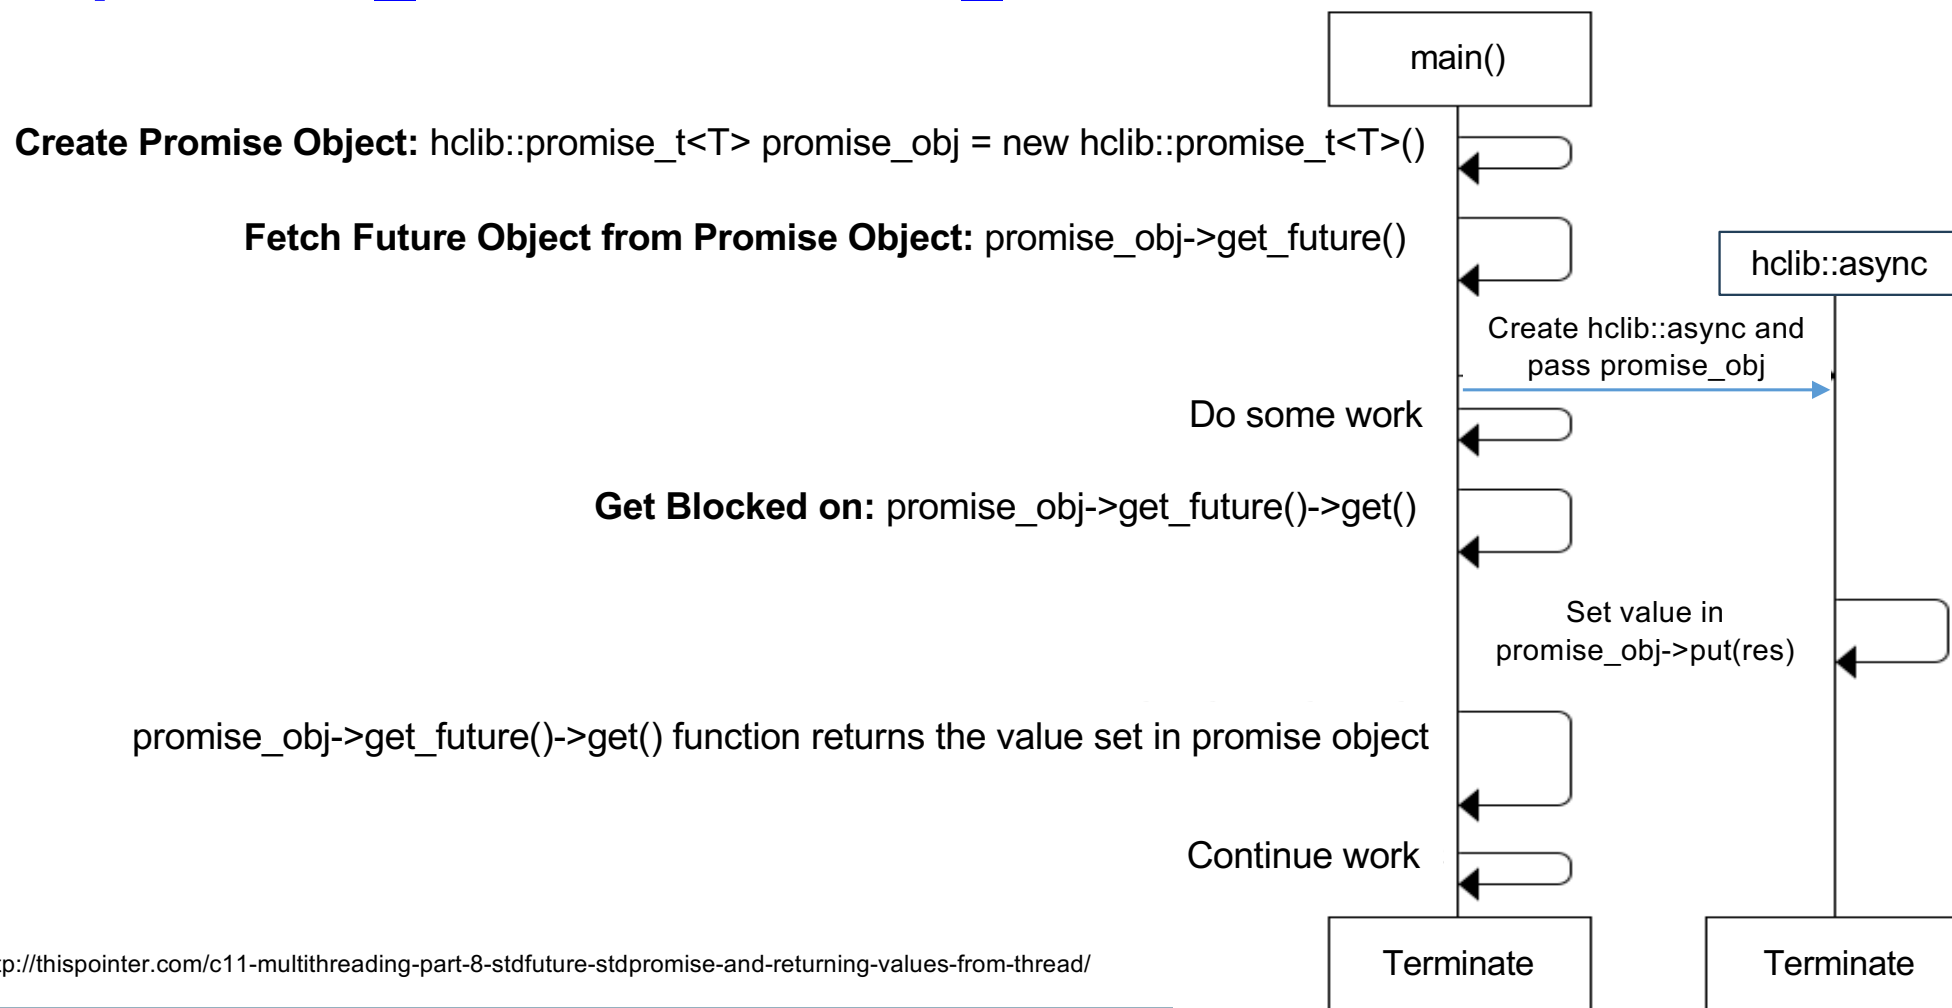 main()
Create Promise Object: hclib::promise_t<T> promise_obj = new hclib::promise_t<T>()
Fetch Future Object from Promise Object: promise_obj->get_future()
hclib::async
Create hclib::async and
pass promise_obj
Do some work
Get Blocked on: promise_obj->get_future()->get()
Set value in
promise_obj->put(res)
promise_obj->get_future()->get() function returns the value set in promise object
Continue work
tp://thispointer.com/c11-multithreading-part-8-stdfuture-stdpromise-and-returning-values-from-thread/
Terminate
Terminate